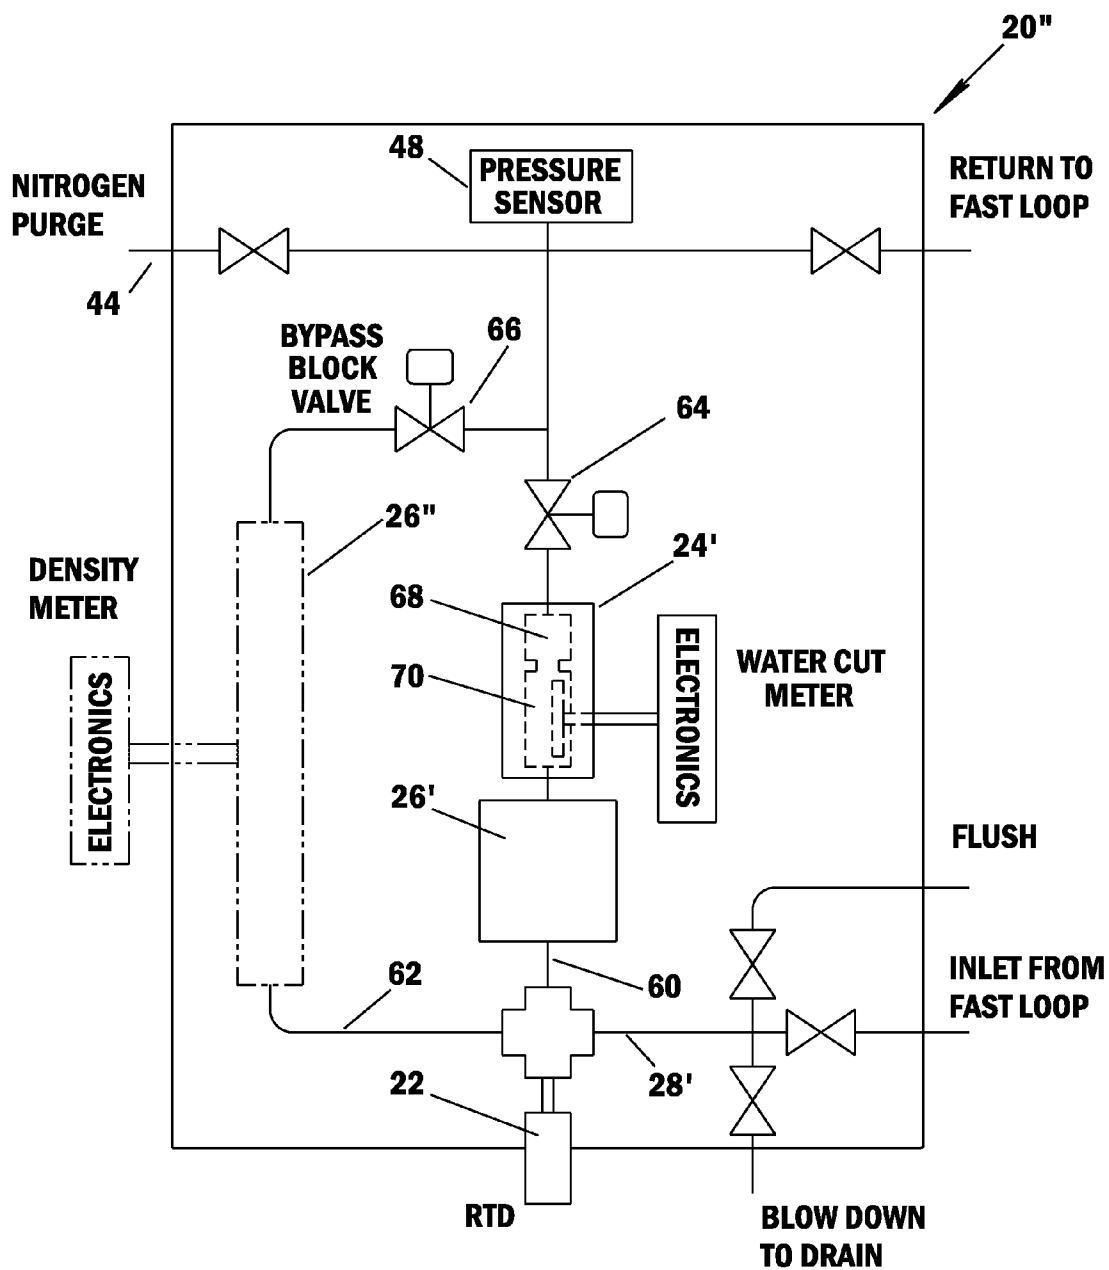 20"
48
PRESSURE
SENSOR
RETURN TO
FAST LOOP
NITROGEN
PURGE
44
BYPASS
BLOCK
VALVE
66
64
26"
24'
DENSITY
METER
68
ELECTRONICS
WATER CUT
METER
70
ELECTRONICS
26'
FLUSH
62
60
INLET FROM
FAST LOOP
22
28'
RTD
BLOW DOWN
TO DRAIN